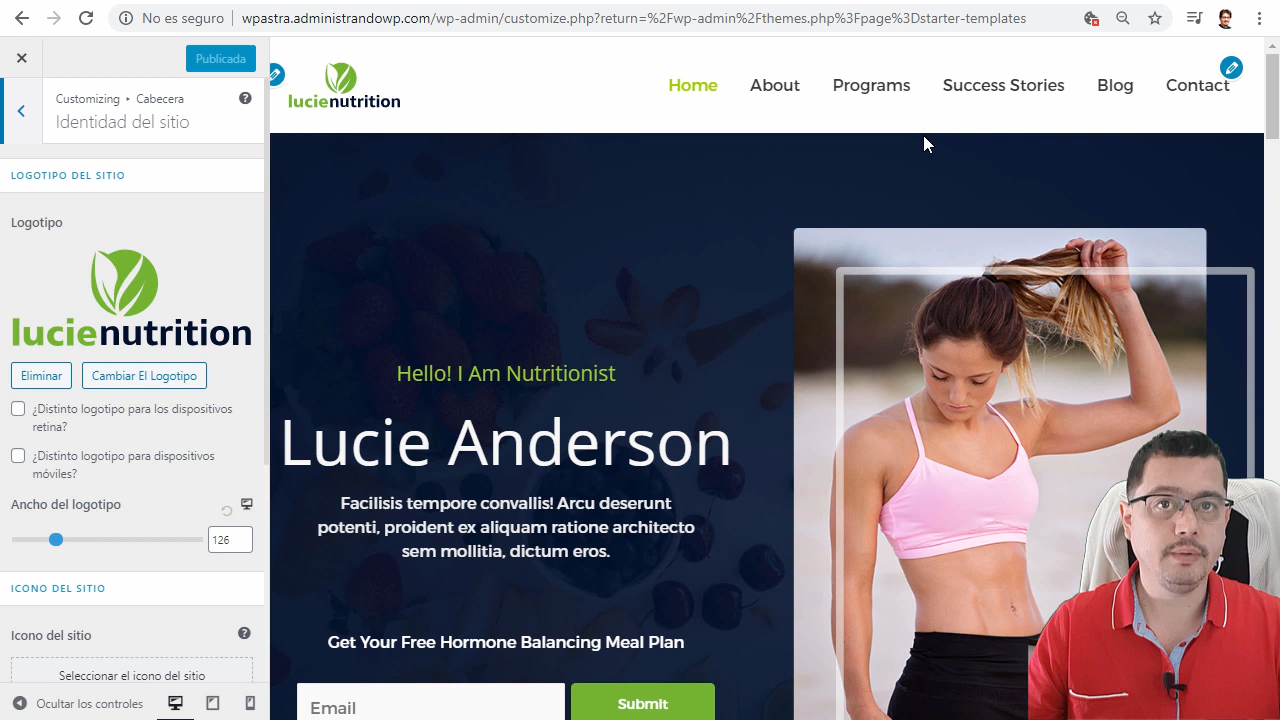 No es seguro
wpastra.administrandowp.com/wp-admin/customize.php?return=%2Fwp-admin%2Fthemes.php%3Fpage%3Dstarter-templates
Publicada
Customizing ▸ Cabecera
Identidad del sitio
LOGOTIPO DEL SITIO
Logotipo
lucienutrition
Eliminar
Cambiar El Logotipo
¿Distinto logotipo para los dispositivos
retina?
¿Distinto logotipo para dispositivos
móviles?
Ancho del logotipo
126
ICONO DEL SITIO
Icono del sitio
Seleccionar el icono del sitio
Ocultar los controles
lucienutrition
Home
About
Programs
Success Stories
Blog
Contact
Hello! I Am Nutritionist
Lucie Anderson
Facilisis tempore convallis! Arcu deserunt
potenti, proident ex aliquam ratione architecto
sem mollitia, dictum eros.
Get Your Free Hormone Balancing Meal Plan
Email
Submit